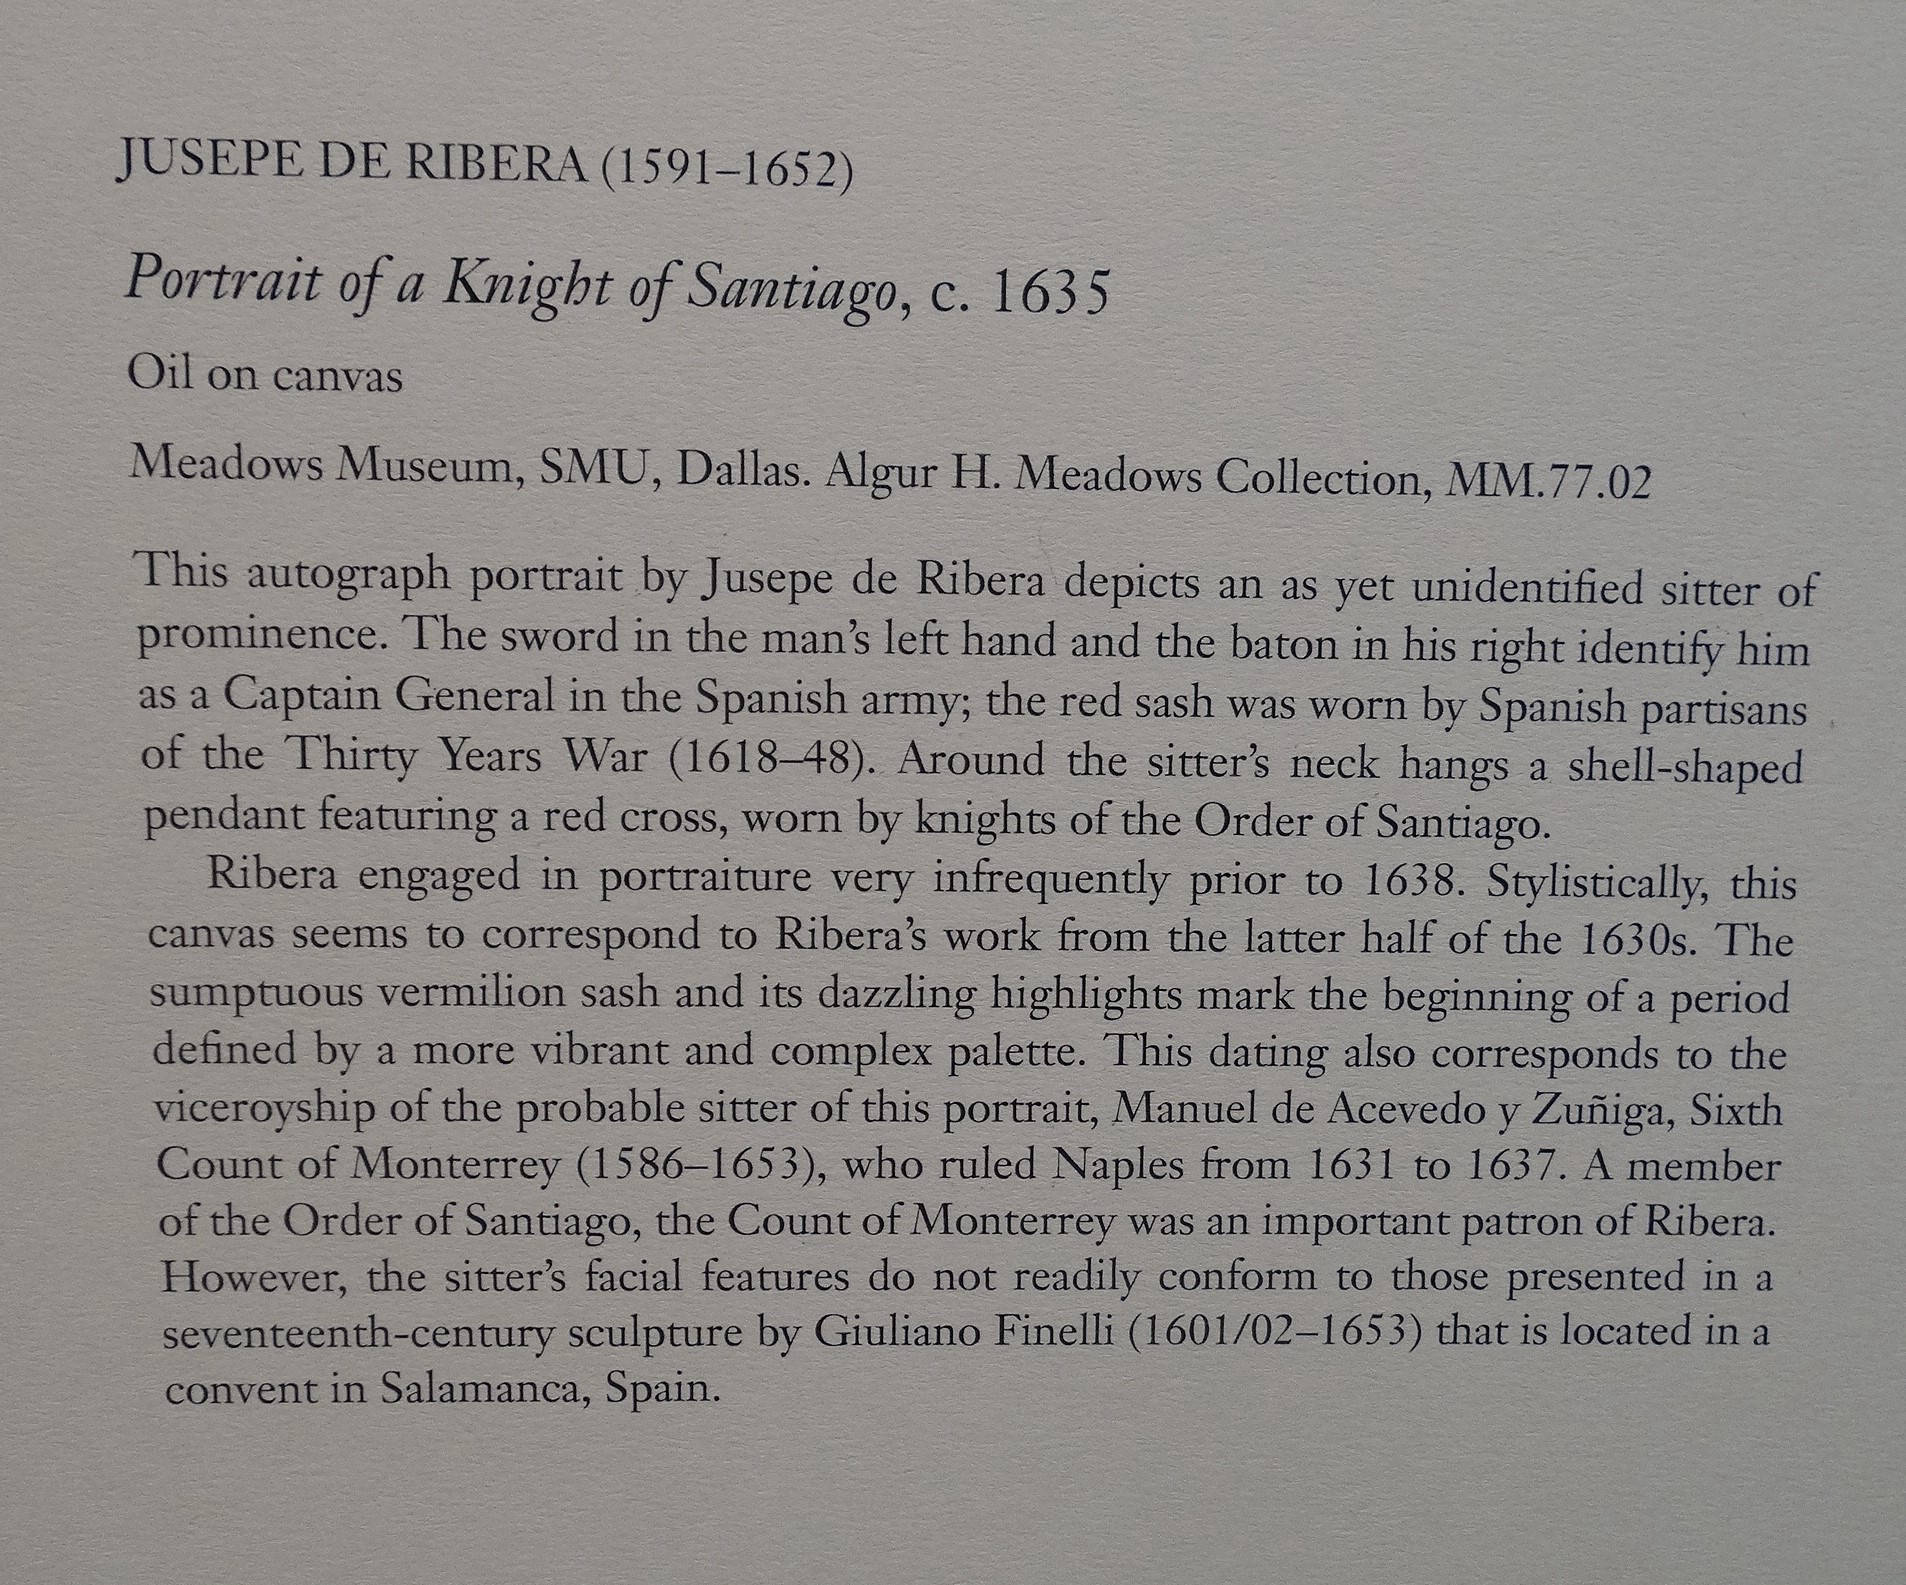 JUSEPE DE RIBERA (1591–1652)
Portrait of a Knight of Santiago, c. 1635
Oil on canvas
Meadows Museum, SMU, Dallas. Algur H. Meadows Collection, MM.77.02
This autograph portrait by Jusepe de Ribera depicts an as yet unidentified sitter of
prominence. The sword in the man’s left hand and the baton in his right identify him
as a Captain General in the Spanish army; the red sash was worn by Spanish partisans
of the Thirty Years War (1618–48). Around the sitter’s neck hangs a shell-shaped
pendant featuring a red cross, worn by knights of the Order of Santiago.
Ribera engaged in portraiture very infrequently prior to 1638. Stylistically, this
canvas seems to correspond to Ribera’s work from the latter half of the 1630s. The
sumptuous vermilion sash and its dazzling highlights mark the beginning of a period
defined by a more vibrant and complex palette. This dating also corresponds to the
viceroyship of the probable sitter of this portrait, Manuel de Acevedo y Zuñiga, Sixth
Count of Monterrey (1586–1653), who ruled Naples from 1631 to 1637. A member
of the Order of Santiago, the Count of Monterrey was an important patron of Ribera.
However, the sitter’s facial features do not readily conform to those presented in a
seventeenth-century sculpture by Giuliano Finelli (1601/02–1653) that is located in a
convent in Salamanca, Spain.